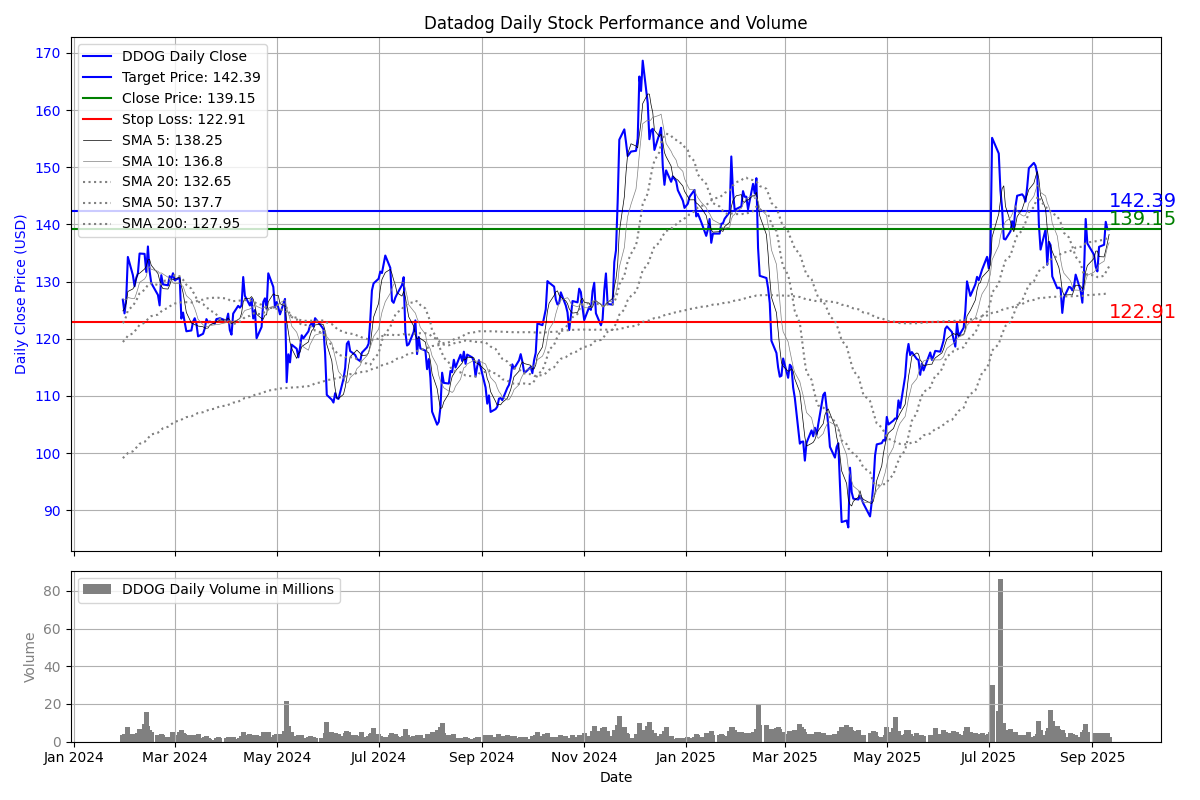 Datadog Daily Stock Performance and Volume
170
160
150
140
130
120
110
100
90
Daily Close Price (USD)
DDOG Daily Close
Target Price: 142.39
Close Price: 139.15
Stop Loss: 122.91
SMA 5: 138.25
SMA 10: 136.8
SMA 20: 132.65
SMA 50: 137.7
SMA 200: 127.95
142.39
139.15
122.91
80
60
40
20
0
Volume
DDOG Daily Volume in Millions
Jan 2024 Mar 2024 May 2024 Jul 2024 Sep 2024 Nov 2024 Jan 2025 Mar 2025 May 2025 Jul 2025 Sep 2025
Date